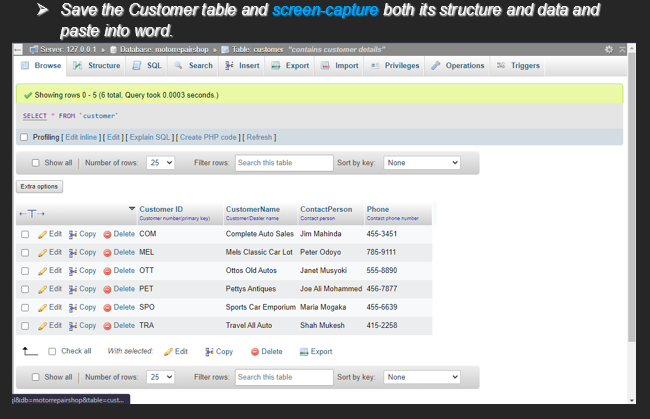 ➤ Save the Customer table and screen-capture both its structure and data and
paste into word.
Server: 127.0.0.1 » Database: motorrepairshop » Table: customer "contains customer details"
Browse Structure SQL Search Insert Export Import Privileges Operations Triggers
Showing rows 0 - 5 (6 total, Query took 0.0003 seconds.)
SELECT * FROM `customer`
Profiling [ Edit inline ] [ Edit ] [ Explain SQL ] [ Create PHP code ] [ Refresh ]
Show all Number of rows: 25 Filter rows: Search this table Sort by key: None
Extra options
←T→ Customer ID CustomerName ContactPerson Phone
Customer number(primary key) Customer/Dealer name Contact person Contact phone number
Edit Copy Delete COM Complete Auto Sales Jim Mahinda 455-3451
Edit Copy Delete MEL Mels Classic Car Lot Peter Odoyo 785-9111
Edit Copy Delete OTT Ottos Old Autos Janet Musyoki 555-8890
Edit Copy Delete PET Pettys Antiques Joe Ali Mohammed 456-7877
Edit Copy Delete SPO Sports Car Emporium Maria Mogaka 455-6639
Edit Copy Delete TRA Travel All Auto Shah Mukesh 415-2258
Check all With selected: Edit Copy Delete Export
Show all Number of rows: 25 Filter rows: Search this table Sort by key: None
j&db=motorrepairshop&table=cust...